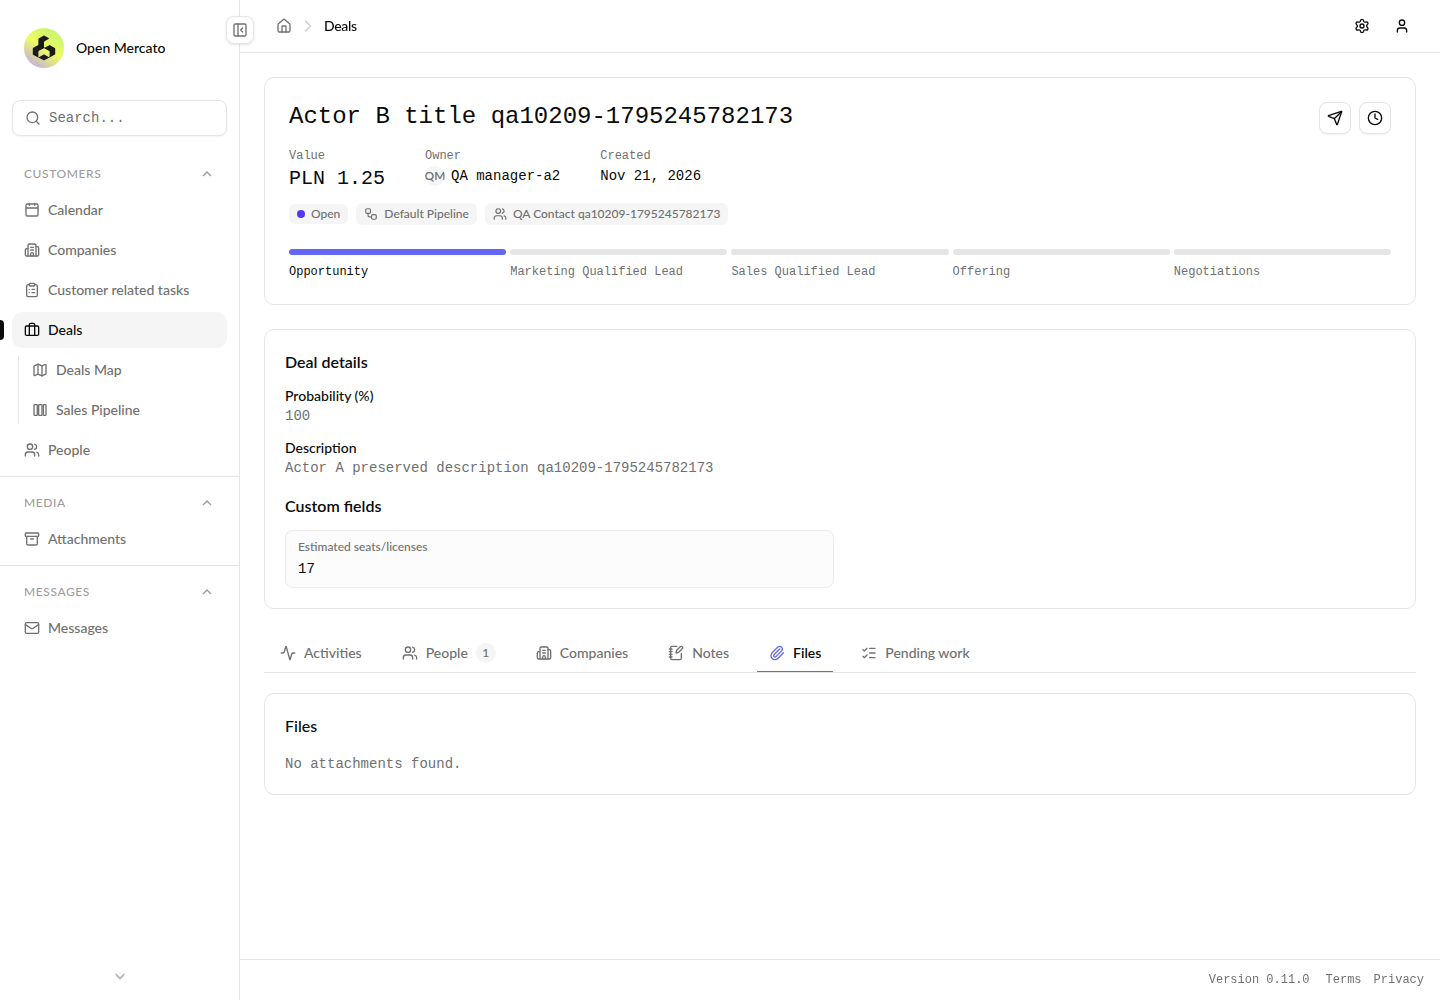 Open Mercato
Deals
Search...
CUSTOMERS
Calendar
Companies
Customer related tasks
Deals
Deals Map
Sales Pipeline
People
MEDIA
Attachments
MESSAGES
Messages
Actor B title qa10209-1795245782173
Value
Owner
Created
PLN 1.25
QM QA manager-a2
Nov 21, 2026
Open
Default Pipeline
QA Contact qa10209-1795245782173
Opportunity
Marketing Qualified Lead
Sales Qualified Lead
Offering
Negotiations
Deal details
Probability (%)
100
Description
Actor A preserved description qa10209-1795245782173
Custom fields
Estimated seats/licenses
17
Activities
People 1
Companies
Notes
Files
Pending work
Files
No attachments found.
Version 0.11.0
Terms
Privacy